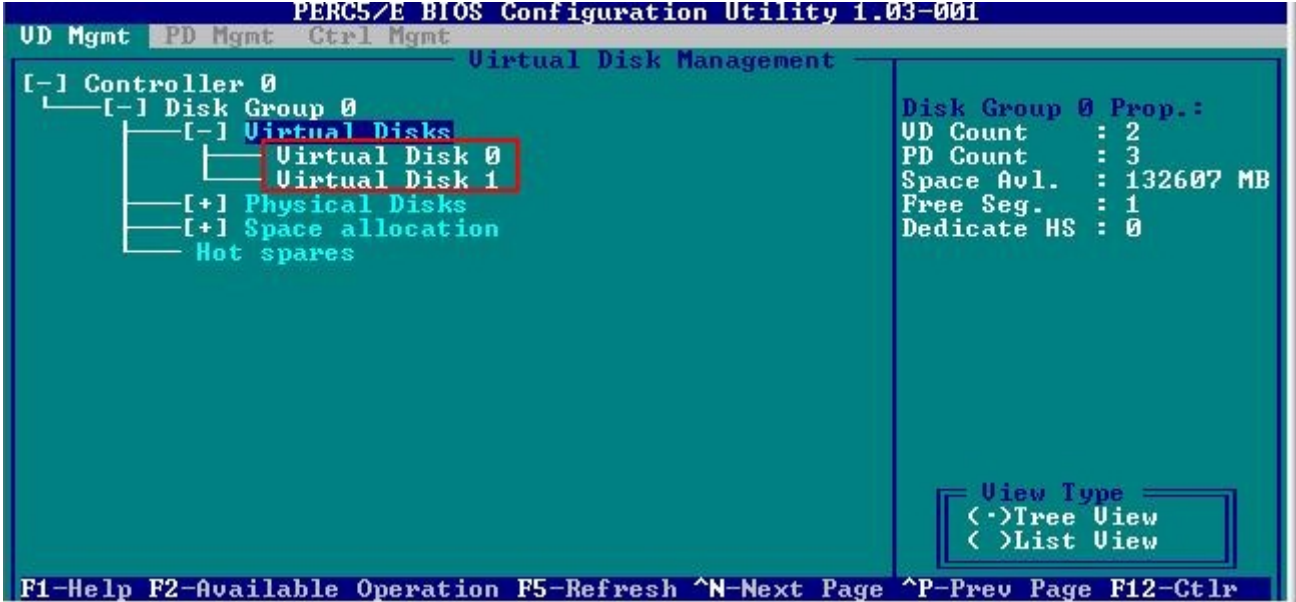 PERC5/E BIOS Configuration Utility 1.03-001
VD Mgmt PD Mgmt Ctrl Mgmt
Virtual Disk Management
[-] Controller 0
[-] Disk Group 0
[-] Virtual Disks
Virtual Disk 0
Virtual Disk 1
[+] Physical Disks
[+] Space allocation
Hot spares
Disk Group 0 Prop.:
VD Count : 2
PD Count : 3
Space Avl. : 132607 MB
Free Seg. : 1
Dedicate HS : 0
View Type
(·)Tree View
( )List View
F1-Help F2-Available Operation F5-Refresh ^N-Next Page ^P-Prev Page F12-Ctlr